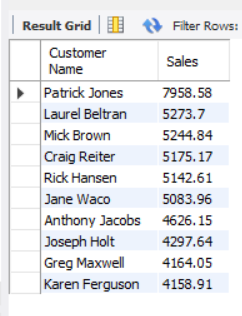 Result Grid Filter Rows:
Customer
Name Sales
Patrick Jones 7958.58
Laurel Beltran 5273.7
Mick Brown 5244.84
Craig Reiter 5175.17
Rick Hansen 5142.61
Jane Waco 5083.96
Anthony Jacobs 4626.15
Joseph Holt 4297.64
Greg Maxwell 4164.05
Karen Ferguson 4158.91